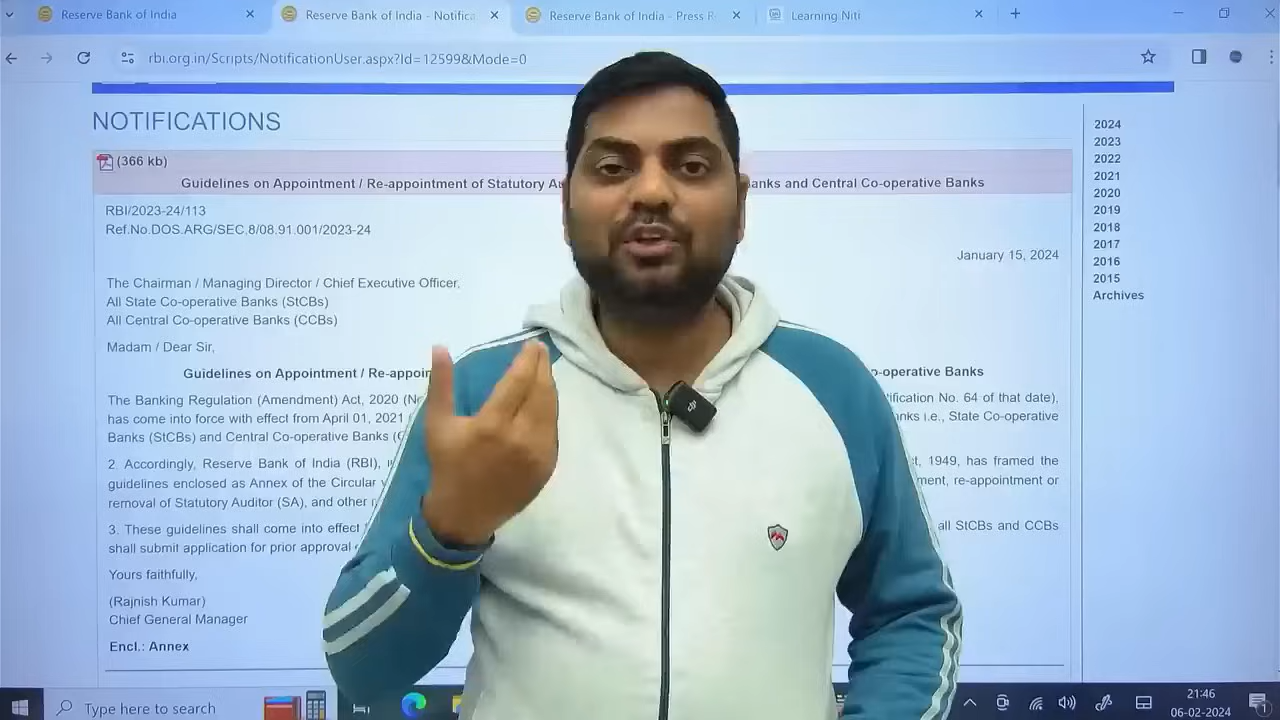 Reserve Bank of India
Reserve Bank of India - Notifica
Reserve Bank of India - Press R
Learning Niti
rbi.org.in/Scripts/NotificationUser.aspx?Id=12599&Mode=0
NOTIFICATIONS
(366 kb)
Guidelines on Appointment / Re-appointment of Statutory Au anks and Central Co-operative Banks
RBI/2023-24/113
Ref.No.DOS.ARG/SEC.8/08.91.001/2023-24
January 15, 2024
The Chairman / Managing Director / Chief Executive Officer,
All State Co-operative Banks (StCBs)
All Central Co-operative Banks (CCBs)
Madam / Dear Sir,
Guidelines on Appointment / Re-appoin p-operative Banks
The Banking Regulation (Amendment) Act, 2020 (No tification No. 64 of that date),
has come into force with effect from April 01, 2021 anks i.e., State Co-operative
Banks (StCBs) and Central Co-operative Banks (C
2. Accordingly, Reserve Bank of India (RBI), ct, 1949, has framed the
guidelines enclosed as Annex of the Circular ment, re-appointment or
removal of Statutory Auditor (SA), and other
3. These guidelines shall come into effect all StCBs and CCBs
shall submit application for prior approval
Yours faithfully,
(Rajnish Kumar)
Chief General Manager
Encl.: Annex
2024
2023
2022
2021
2020
2019
2018
2017
2016
2015
Archives
Type here to search
21:46
06-02-2024